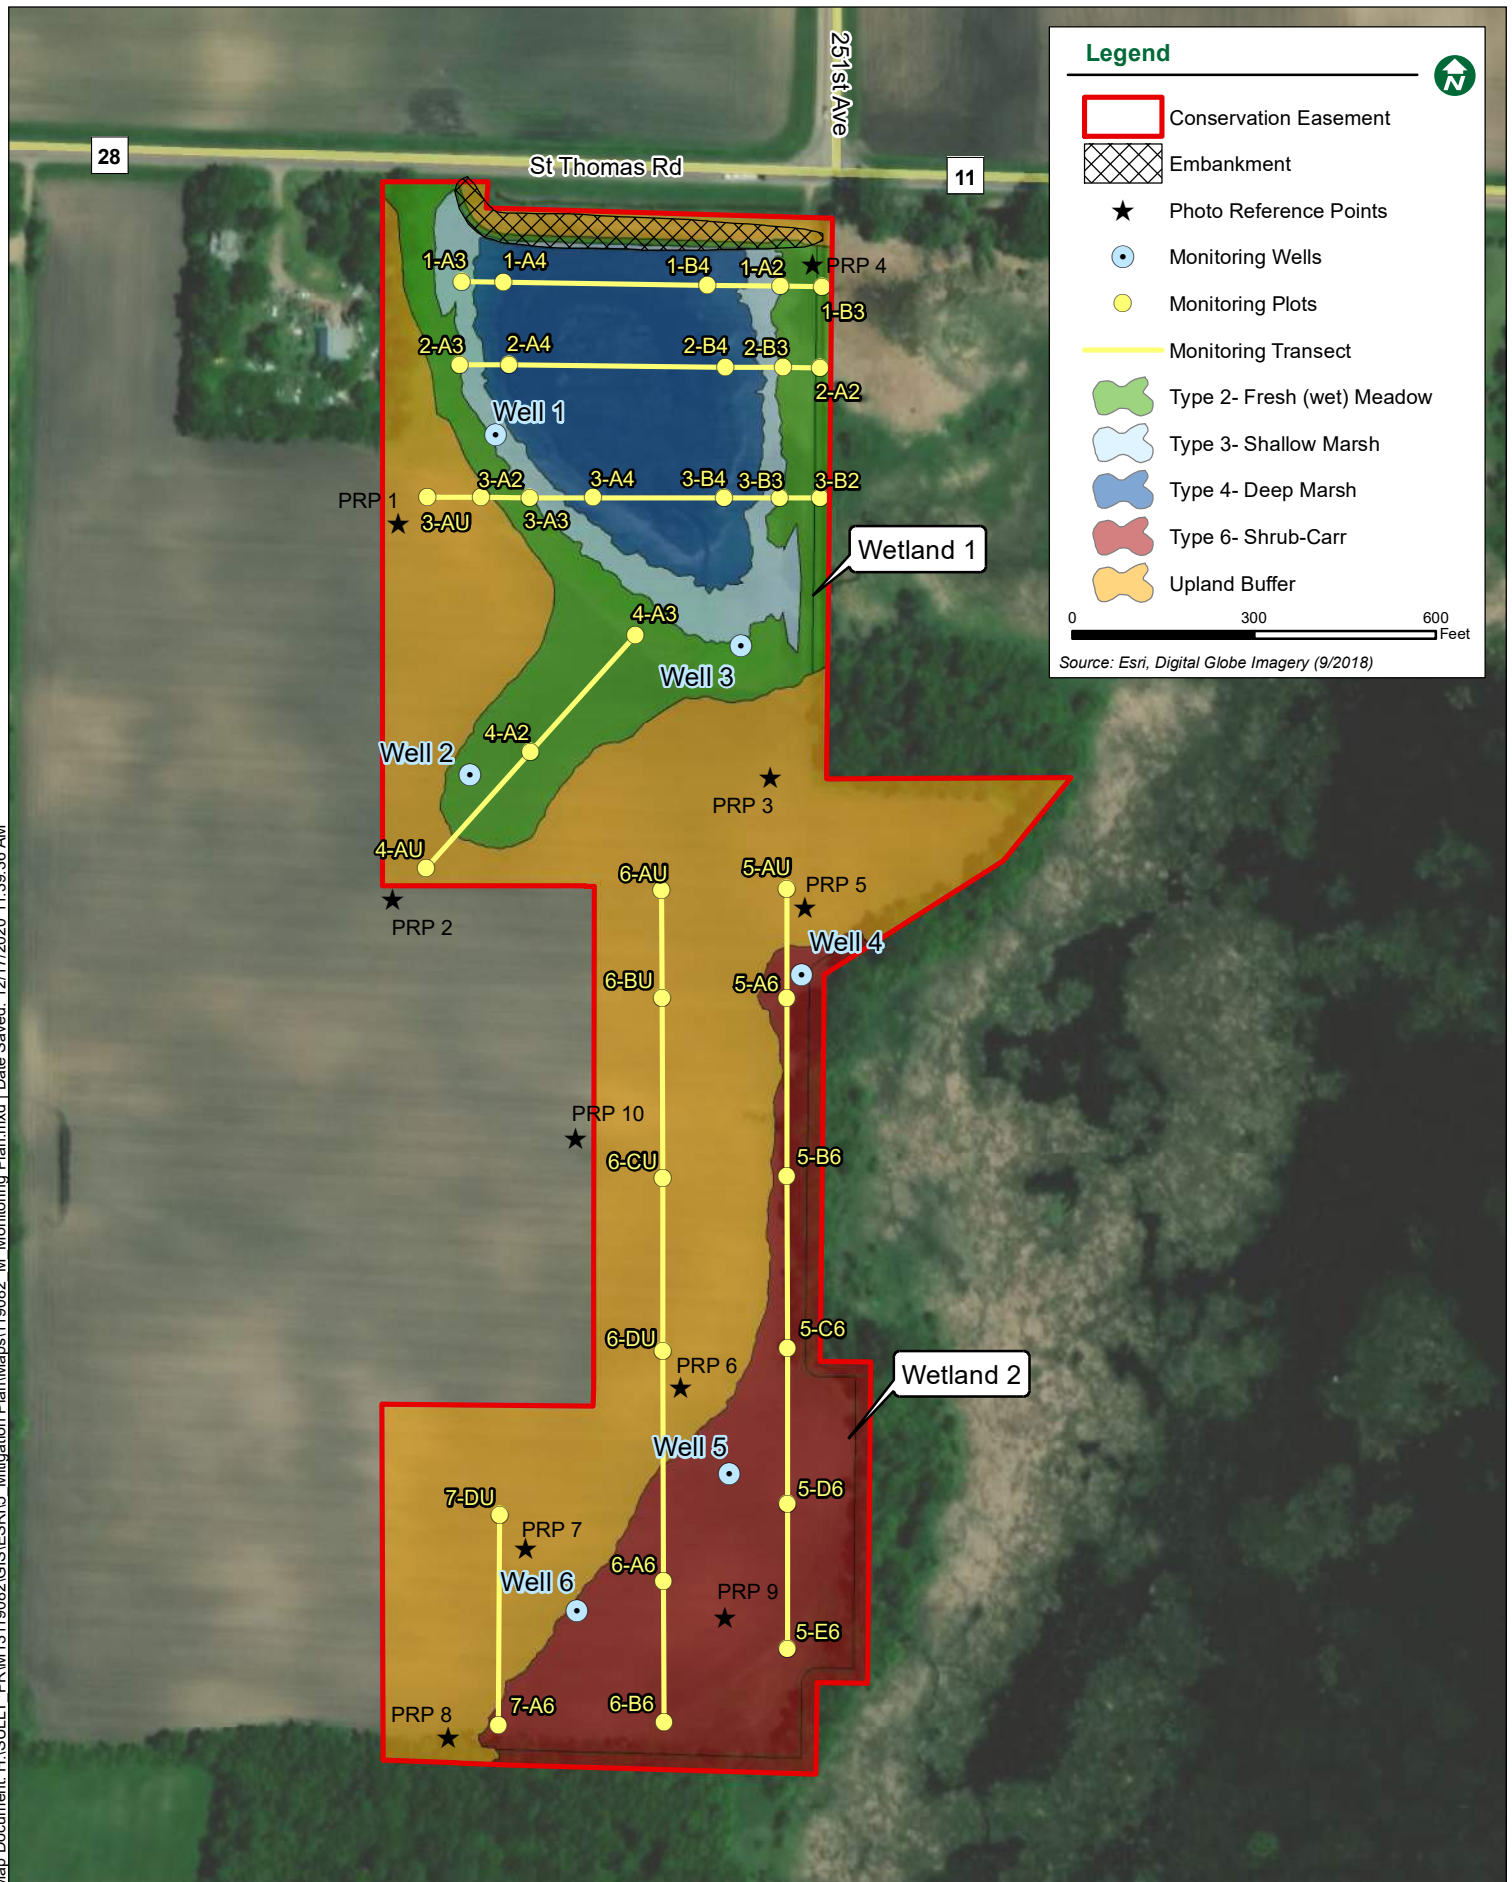 251st Ave
28
St Thomas Rd
11
Legend
N
Conservation Easement
Embankment
Photo Reference Points
Monitoring Wells
Monitoring Plots
Monitoring Transect
Type 2- Fresh (wet) Meadow
Type 3- Shallow Marsh
Type 4- Deep Marsh
Type 6- Shrub-Carr
Upland Buffer
0 300 600
Feet
Source: Esri, Digital Globe Imagery (9/2018)
1-A3 1-A4 1-B4 1-A2 PRP 4
1-B3
2-A3 2-A4 2-B4 2-B3
2-A2
Well 1
3-A2 3-A4 3-B4 3-B3 3-B2
PRP 1
3-AU 3-A3
Wetland 1
4-A3
Well 3
4-A2
Well 2
PRP 3
4-AU
6-AU 5-AU
PRP 5
PRP 2
Well 4
6-BU 5-A6
PRP 10
6-CU 5-B6
6-DU 5-C6
PRP 6
Wetland 2
Well 5
7-DU 5-D6
PRP 7
Well 6 6-A6
PRP 9
5-E6
7-A6 6-B6
PRP 8